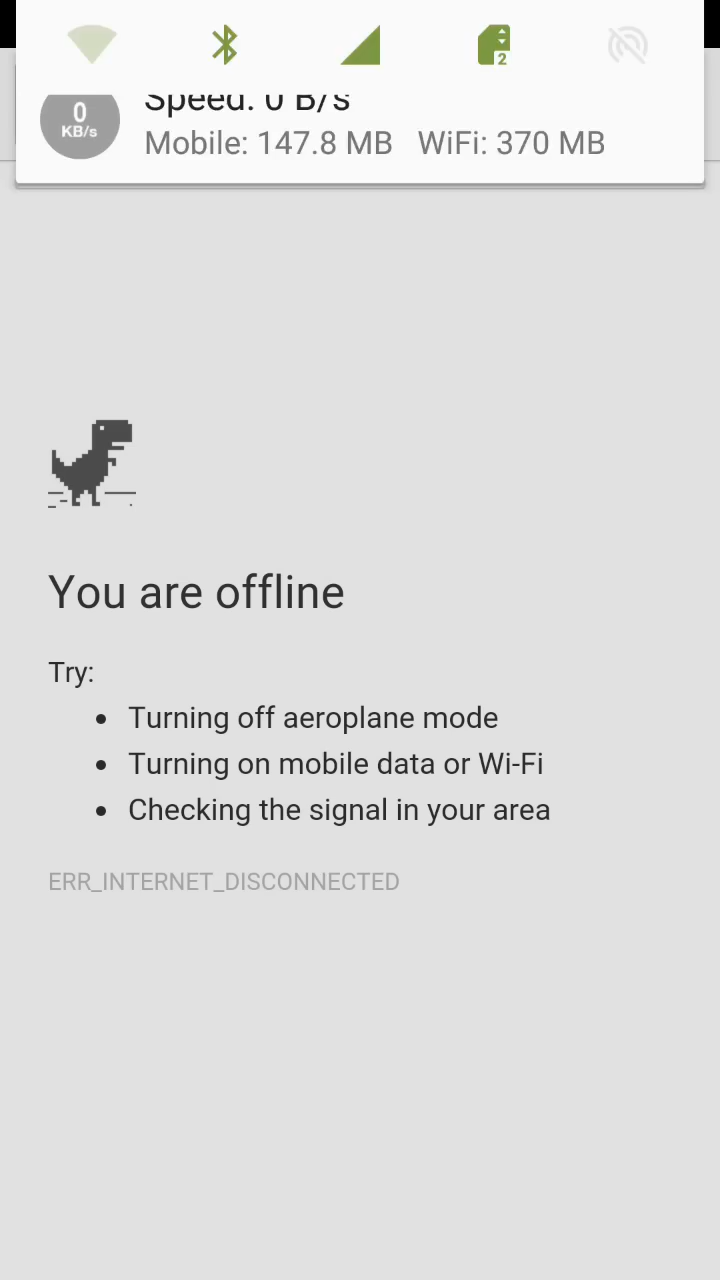 2
0
KB/s
Speed: 0 B/s
Mobile: 147.8 MB WiFi: 370 MB
You are offline
Try:
• Turning off aeroplane mode
• Turning on mobile data or Wi-Fi
• Checking the signal in your area
ERR_INTERNET_DISCONNECTED